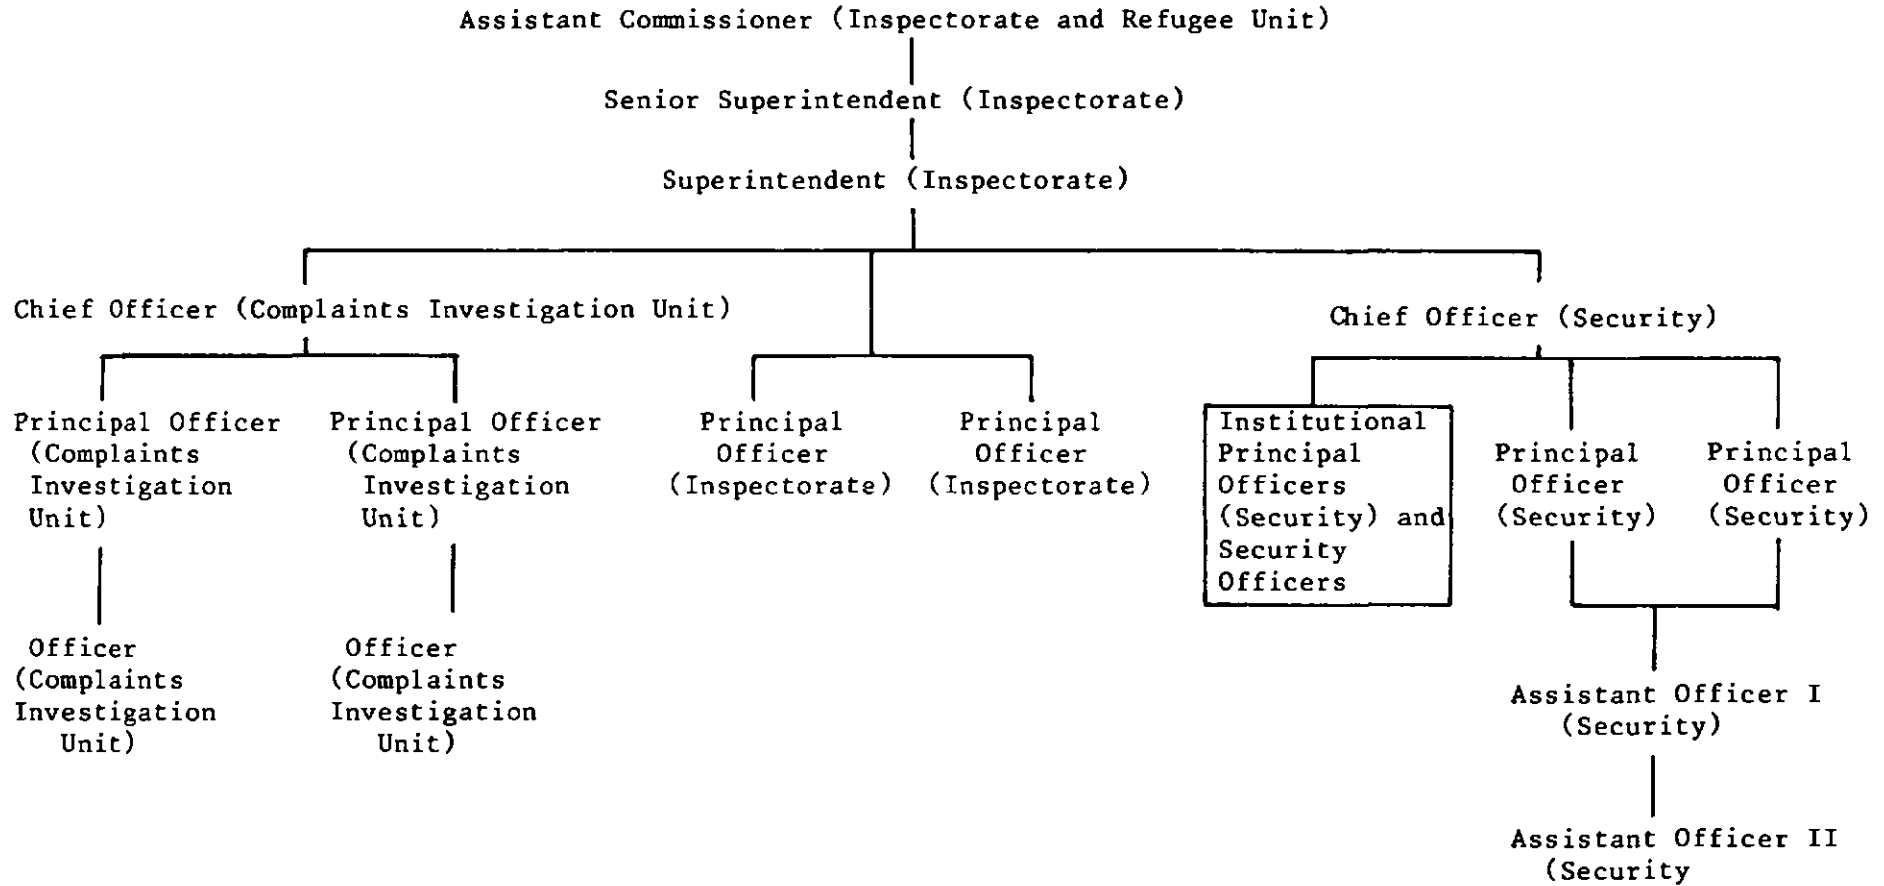 Assistant Commissioner (Inspectorate and Refugee Unit)
Senior Superintendent (Inspectorate)
Superintendent (Inspectorate)
Chief Officer (Complaints Investigation Unit)
Chief Officer (Security)
Principal Officer
(Complaints
Investigation
Unit)
Principal Officer
(Complaints
Investigation
Unit)
Principal
Officer
(Inspectorate)
Principal
Officer
(Inspectorate)
Institutional
Principal
Officers
(Security) and
Security
Officers
Principal
Officer
(Security)
Principal
Officer
(Security)
Officer
(Complaints
Investigation
Unit)
Officer
(Complaints
Investigation
Unit)
Assistant Officer I
(Security)
Assistant Officer II
(Security